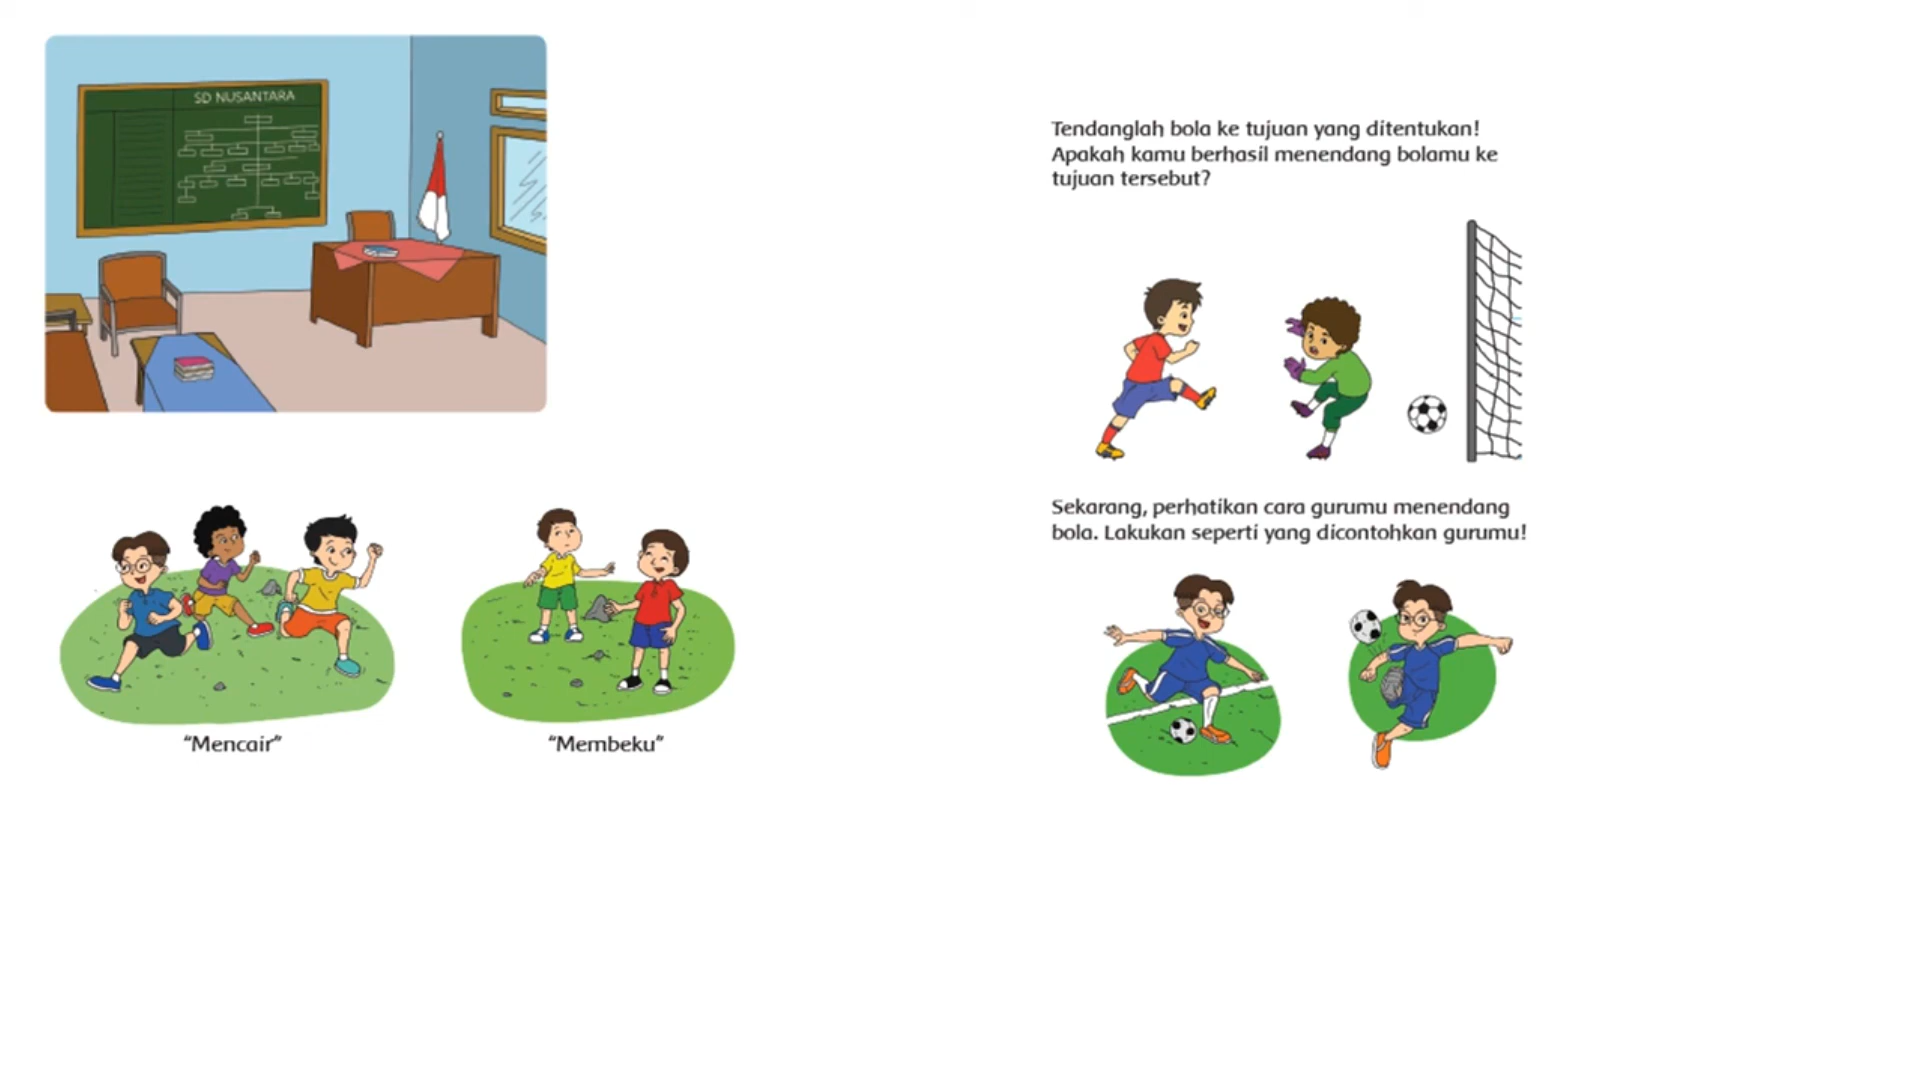 SD NUSANTARA
"Mencair"
"Membeku"
Tendanglah bola ke tujuan yang ditentukan!
Apakah kamu berhasil menendang bolamu ke
tujuan tersebut?
Sekarang, perhatikan cara gurumu menendang
bola. Lakukan seperti yang dicontohkan gurumu!